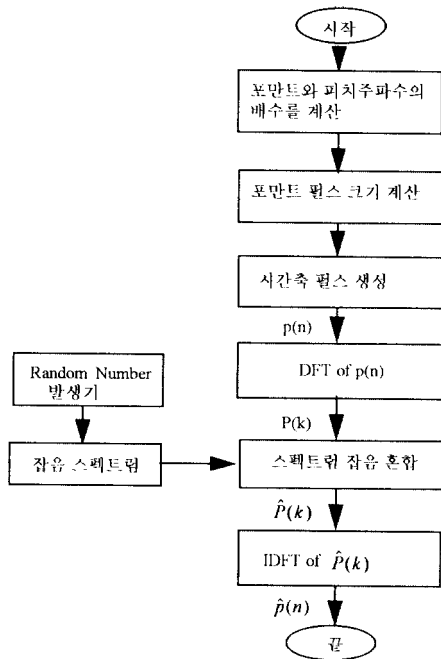 시작
포만트와 피치주파수의
배수를 계산
포만트 펄스 크기 계산
시간축 펄스 생성
p(n)
DFT of p(n)
Random Number
발생기
P(k)
잡음 스펙트럼
스펙트럼 잡음 혼합
P̂(k)
IDFT of P̂(k)
p̂(n)
끝